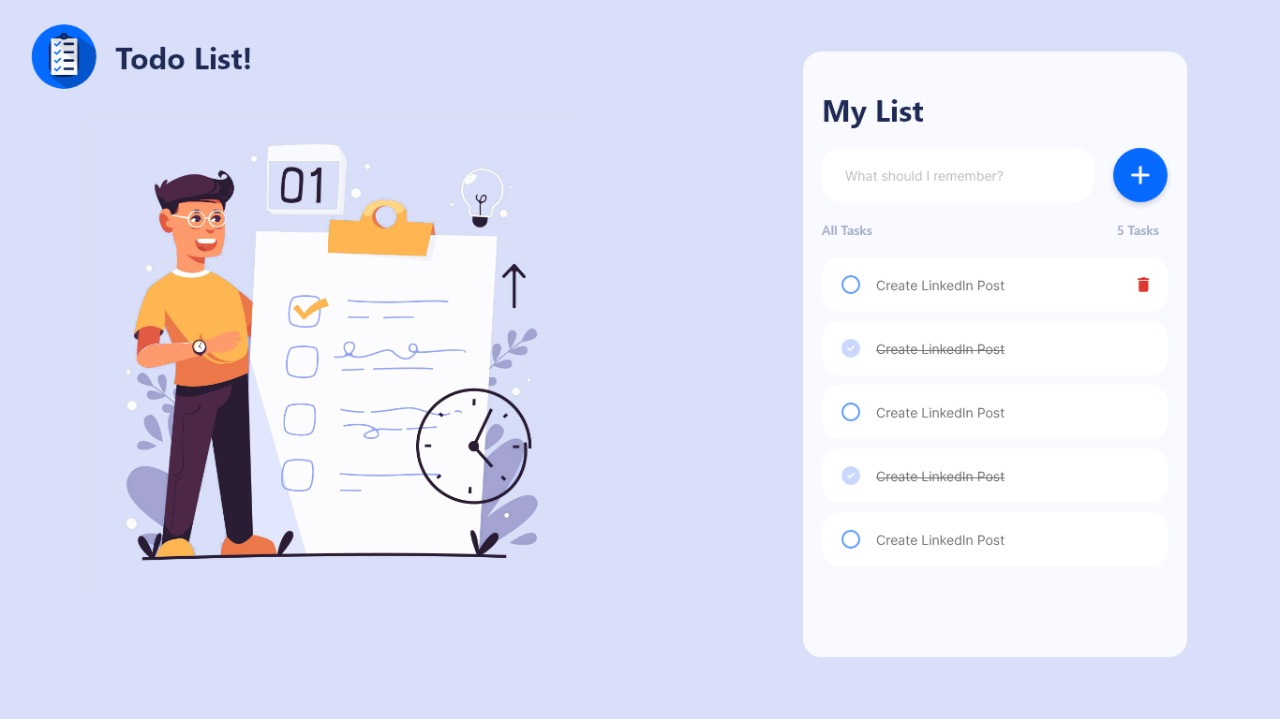 Todo List!
01
My List
What should I remember?
All Tasks
5 Tasks
Create LinkedIn Post
Create LinkedIn Post
Create LinkedIn Post
Create LinkedIn Post
Create LinkedIn Post